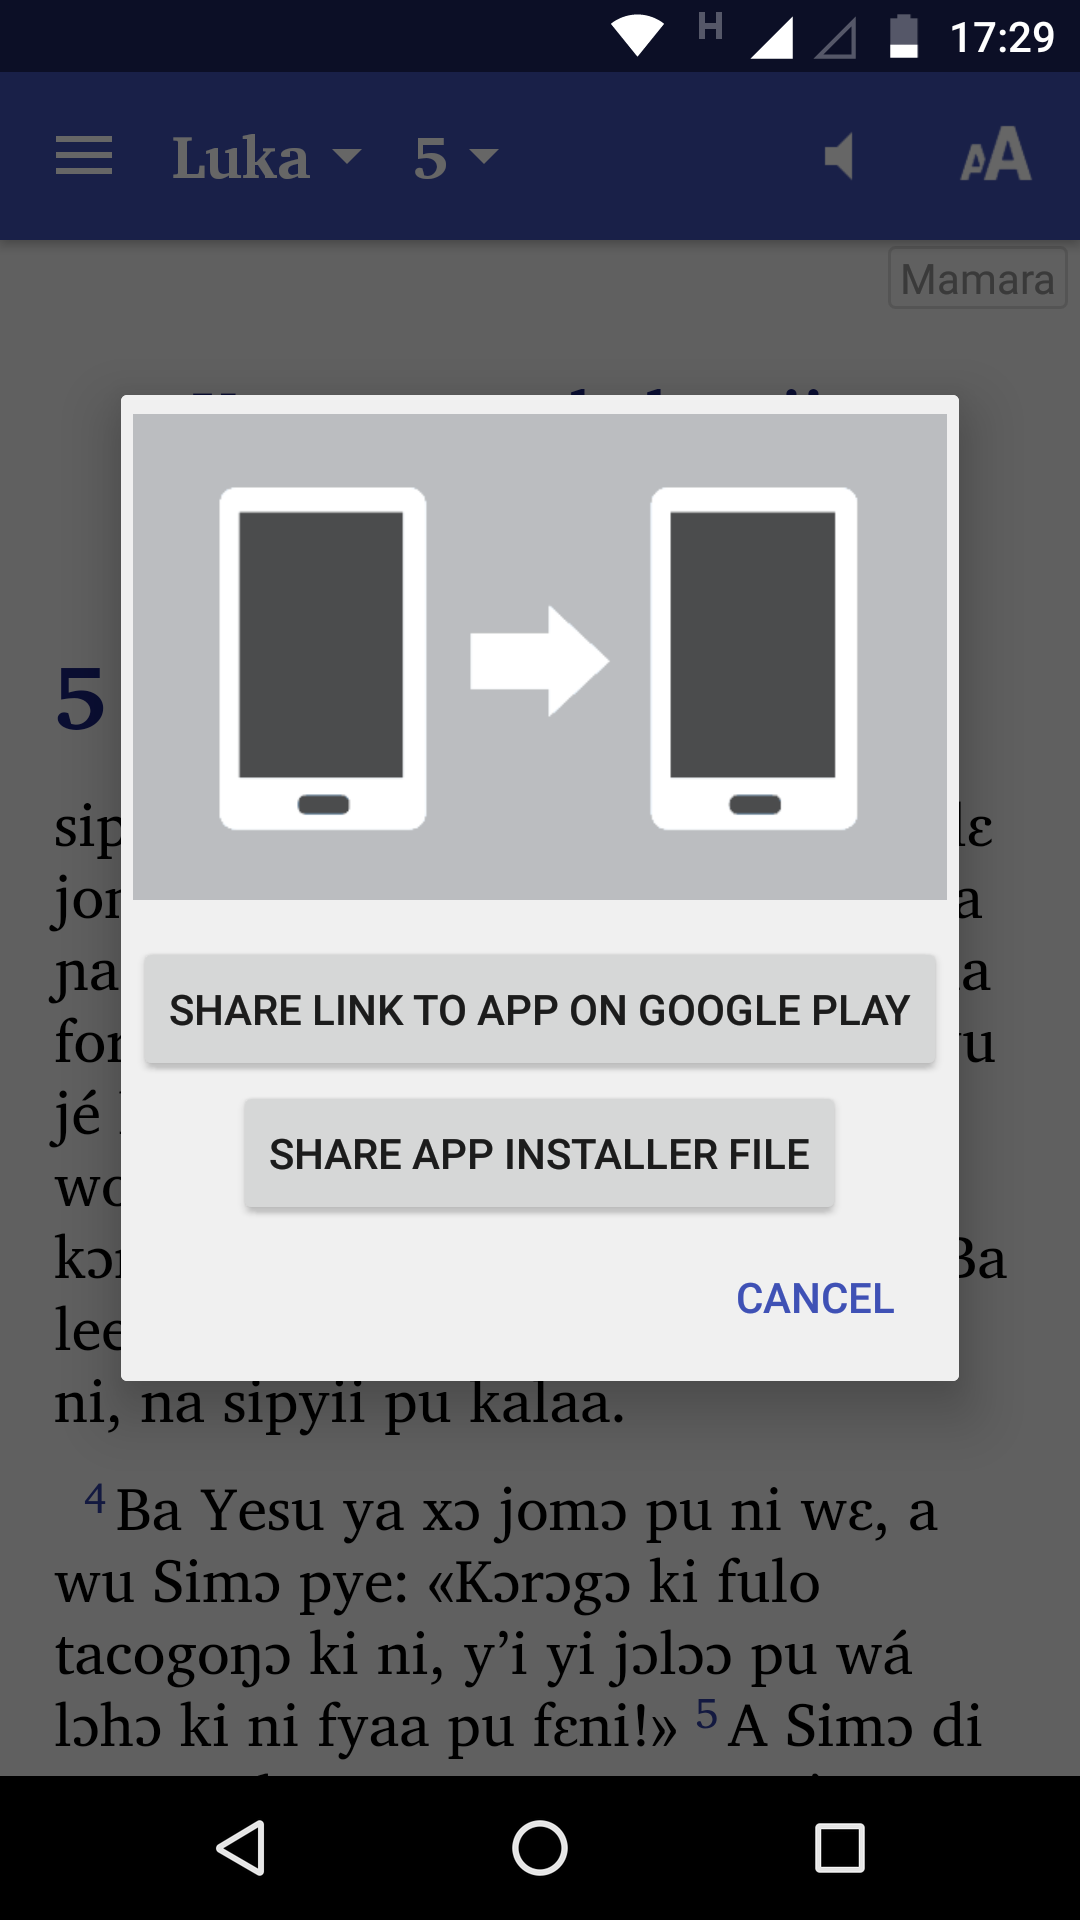 H 17:29
Luka 5
Mamara
5
SHARE LINK TO APP ON GOOGLE PLAY
SHARE APP INSTALLER FILE
CANCEL
jé
Ba
ni, na sipyii pu kalaa.
4 Ba Yesu ya xɔ jomɔ pu ni wɛ, a
wu Simɔ pye: «Kɔrɔgɔ ki fulo
tacogoŋɔ ki ni, y’i yi jɔlɔɔ pu wá
lɔhɔ ki ni fyaa pu fɛni!» 5 A Simɔ di